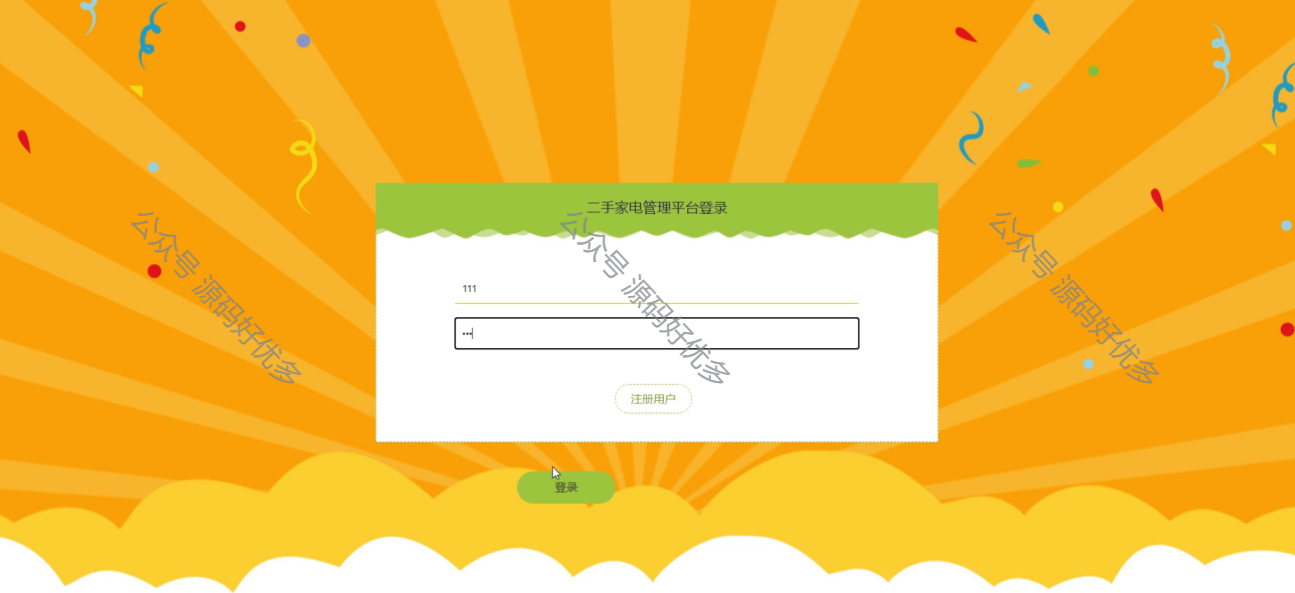 二手家电管理平台登录
公众号 源码好优多
公众号 源码好优多
公众号 源码好优多
111
•••
注册用户
登录